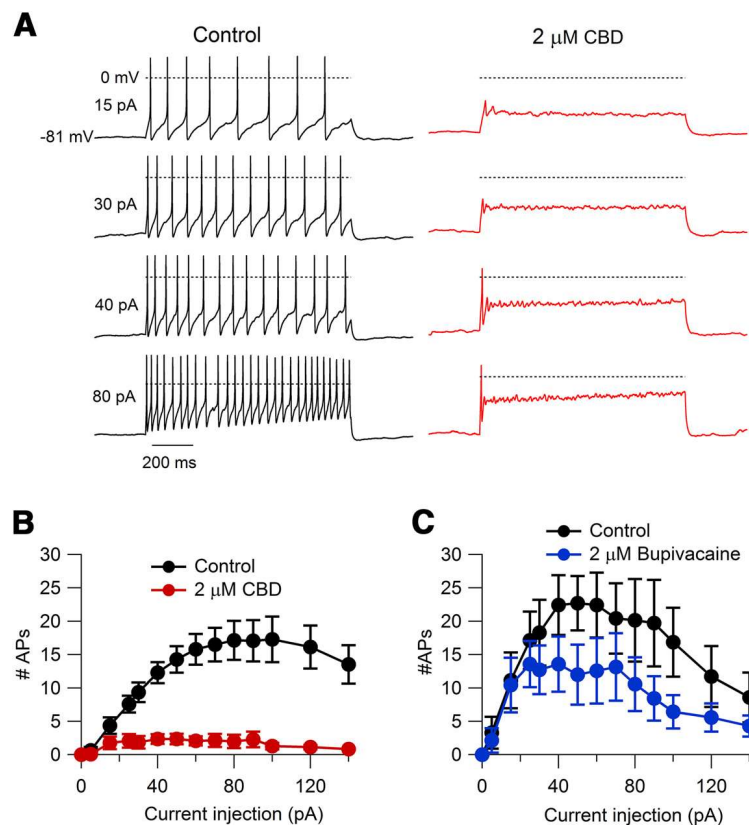 A
Control
2 μM CBD
0 mV
15 pA
-81 mV
30 pA
40 pA
80 pA
200 ms
B
Control
2 μM CBD
# APs
30
25
20
15
10
5
0
0 40 80 120
Current injection (pA)
C
Control
2 μM Bupivacaine
#APs
30
25
20
15
10
5
0
0 40 80 120
Current injection (pA)